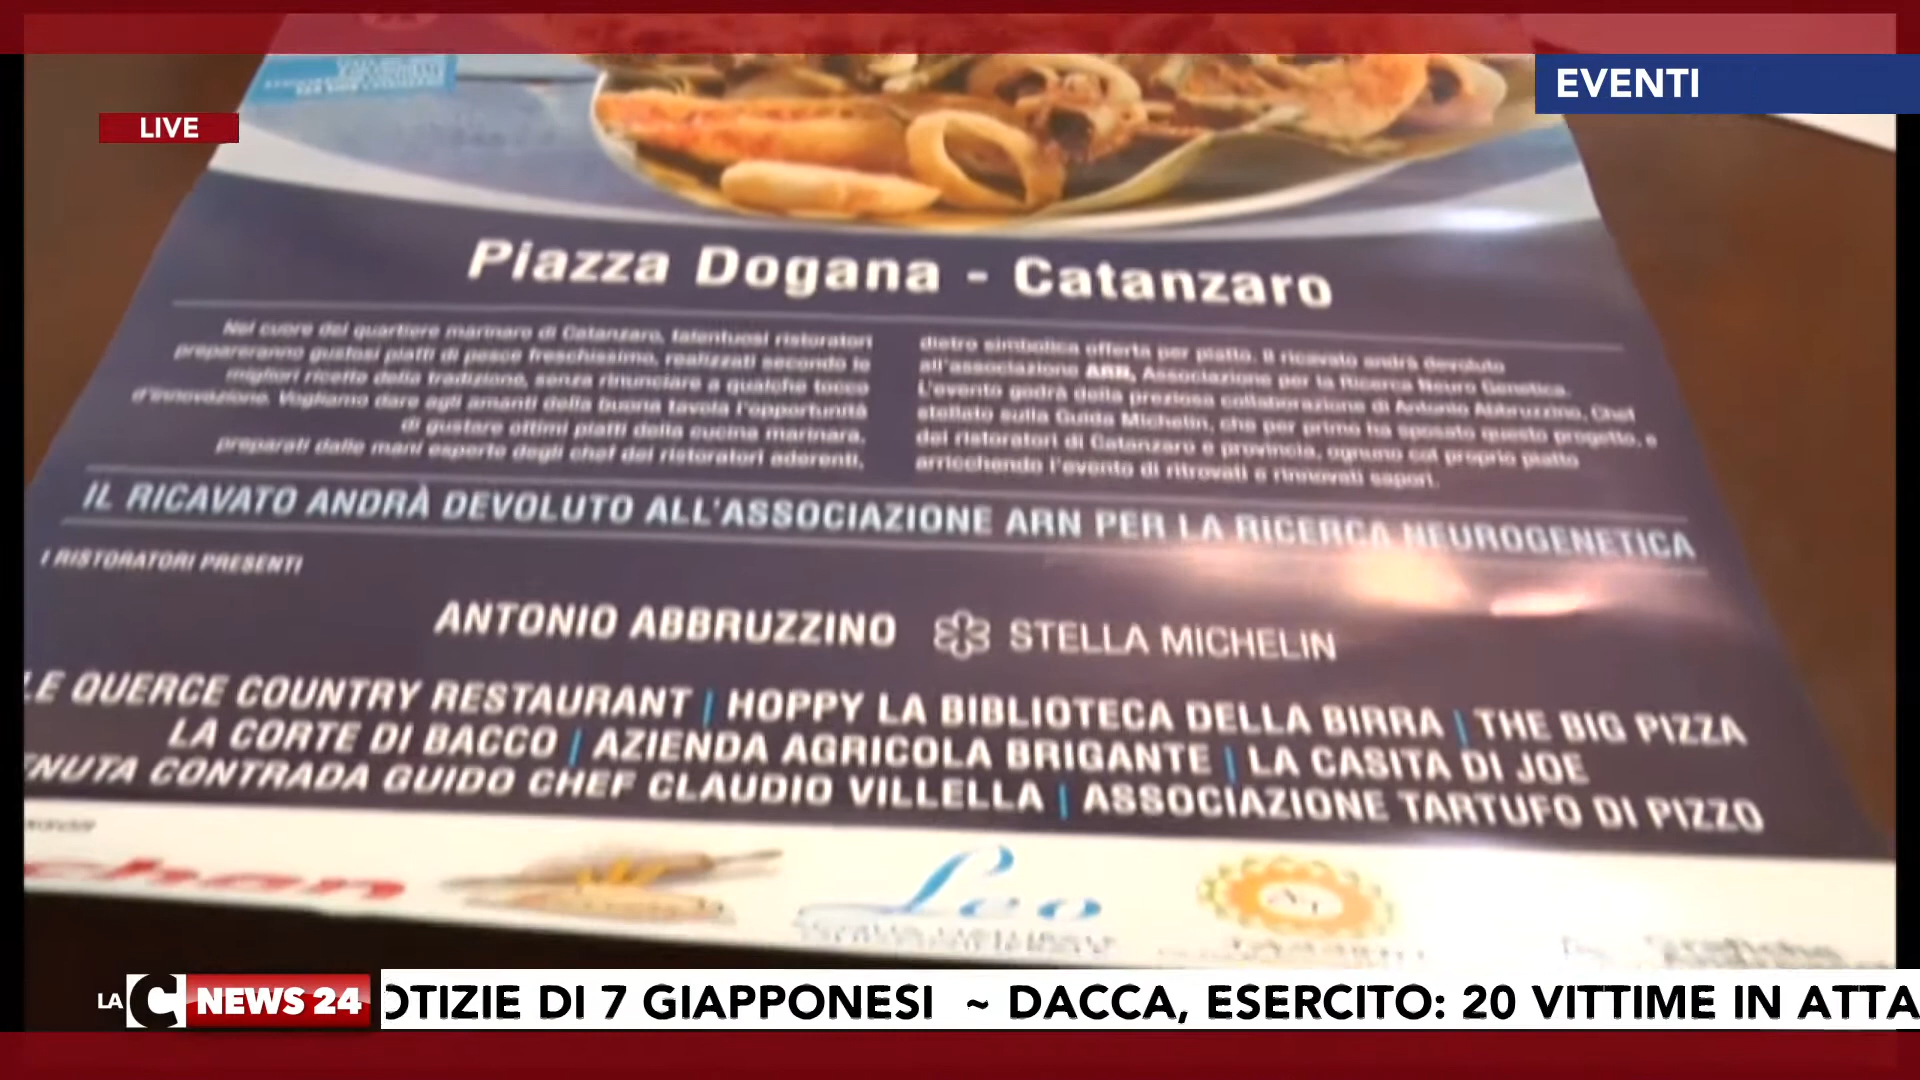 EVENTI
LIVE
Piazza Dogana - Catanzaro
Nel cuore del quartiere marinaro di Catanzaro, talentuosi ristoratori
prepareranno gustosi piatti di pesce freschissimo, realizzati secondo le
migliori ricette della tradizione, senza rinunciare a qualche tocco
d'innovazione. Vogliamo dare agli amanti della buona tavola l'opportunità
di gustare ottimi piatti della cucina marinara,
preparati dalle mani esperte degli chef dei ristoratori aderenti,
dietro simbolica offerta per piatto. Il ricavato andrà devoluto
all'associazione ARN, Associazione per la Ricerca Neuro Genetica.
L'evento godrà della preziosa collaborazione di Antonio Abbruzzino, Chef
stellato sulla Guida Michelin, che per primo ha sposato questo progetto, e
dei ristoratori di Catanzaro e provincia, ognuno col proprio piatto
arricchendo l'evento di ritrovati e rinnovati sapori.
IL RICAVATO ANDRÀ DEVOLUTO ALL'ASSOCIAZIONE ARN PER LA RICERCA NEUROGENETICA
I RISTORATORI PRESENTI
ANTONIO ABBRUZZINO STELLA MICHELIN
LE QUERCE COUNTRY RESTAURANT | HOPPY LA BIBLIOTECA DELLA BIRRA | THE BIG PIZZA
LA CORTE DI BACCO | AZIENDA AGRICOLA BRIGANTE | LA CASITA DI JOE
NUTA CONTRADA GUIDO CHEF CLAUDIO VILLELLA | ASSOCIAZIONE TARTUFO DI PIZZO
chan
Leo
Grafiche
LA C NEWS 24
OTIZIE DI 7 GIAPPONESI ~ DACCA, ESERCITO: 20 VITTIME IN ATTA